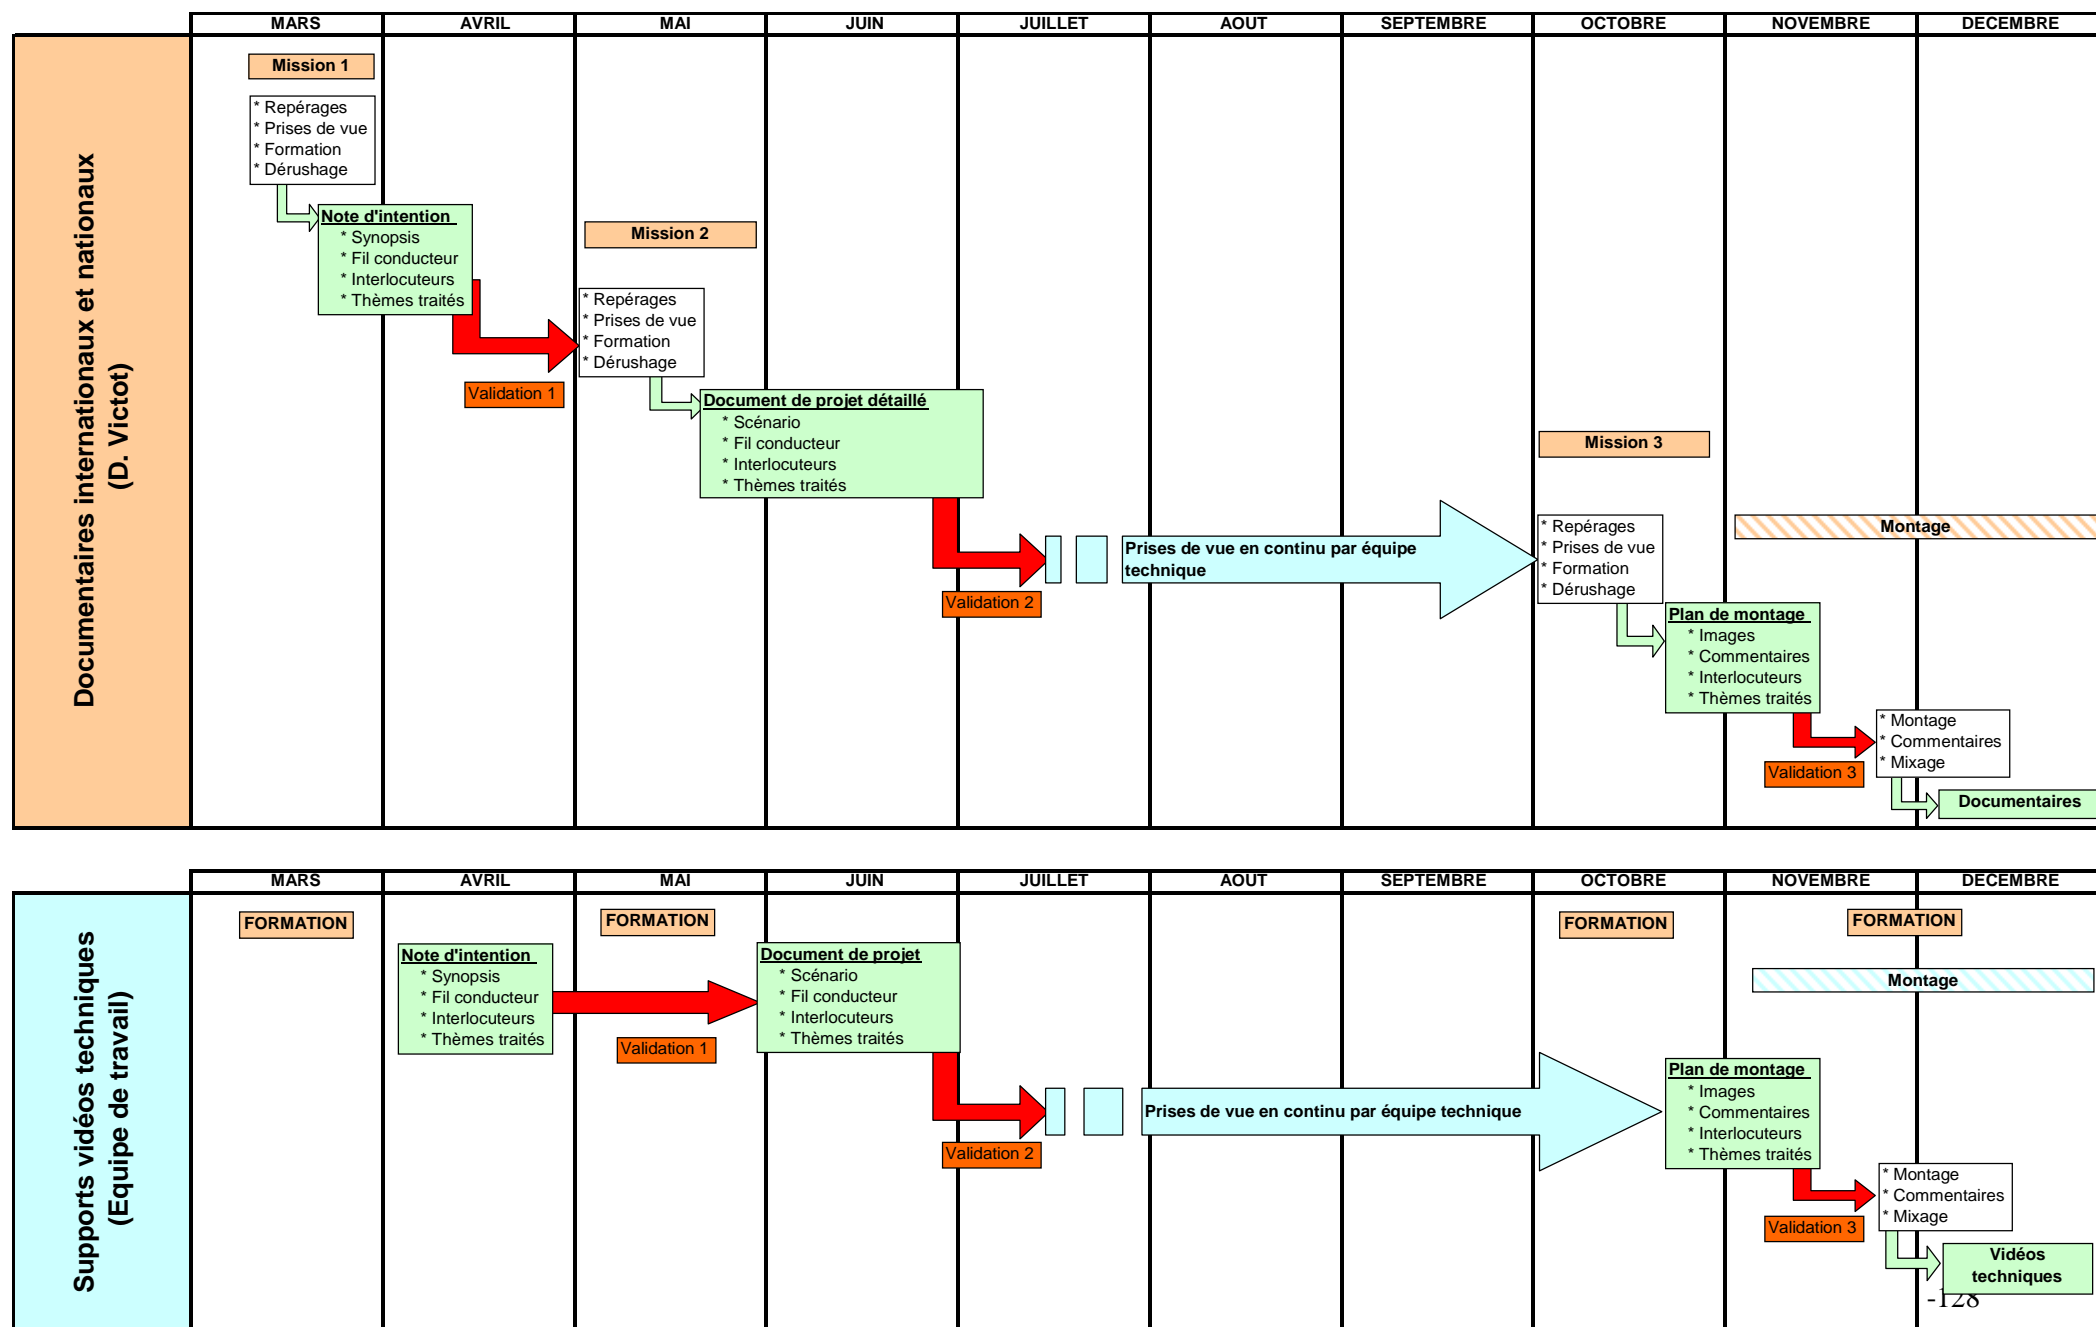 MARS AVRIL MAI JUIN JUILLET AOUT SEPTEMBRE OCTOBRE NOVEMBRE DECEMBRE
Documentaires internationaux et nationaux
(D. Victot)
Mission 1
* Repérages
* Prises de vue
* Formation
* Dérushage
Note d'intention
* Synopsis
* Fil conducteur
* Interlocuteurs
* Thèmes traités
Validation 1
Mission 2
* Repérages
* Prises de vue
* Formation
* Dérushage
Document de projet détaillé
* Scénario
* Fil conducteur
* Interlocuteurs
* Thèmes traités
Validation 2
Prises de vue en continu par équipe
technique
Mission 3
* Repérages
* Prises de vue
* Formation
* Dérushage
Montage
Plan de montage
* Images
* Commentaires
* Interlocuteurs
* Thèmes traités
Validation 3
* Montage
* Commentaires
* Mixage
Documentaires
MARS AVRIL MAI JUIN JUILLET AOUT SEPTEMBRE OCTOBRE NOVEMBRE DECEMBRE
Supports vidéos techniques
(Equipe de travail)
FORMATION
FORMATION
FORMATION
FORMATION
Note d'intention
* Synopsis
* Fil conducteur
* Interlocuteurs
* Thèmes traités
Validation 1
Document de projet
* Scénario
* Fil conducteur
* Interlocuteurs
* Thèmes traités
Validation 2
Prises de vue en continu par équipe technique
Montage
Plan de montage
* Images
* Commentaires
* Interlocuteurs
* Thèmes traités
Validation 3
* Montage
* Commentaires
* Mixage
Vidéos
techniques
-128